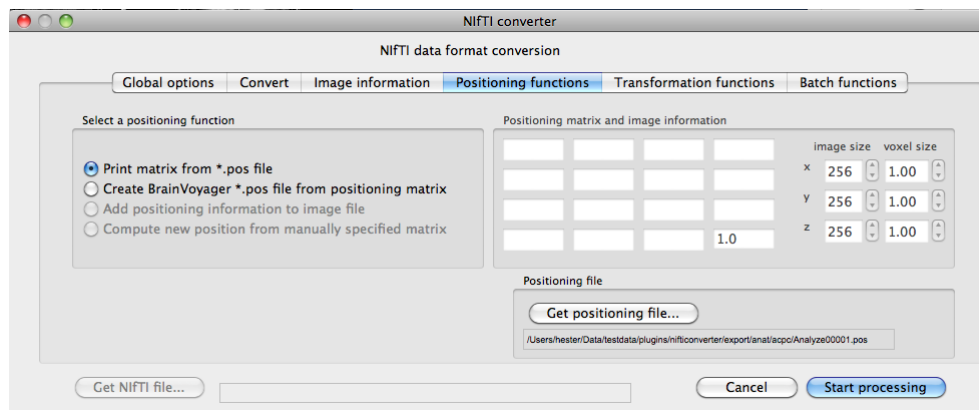 NIfTI converter
NIfTI data format conversion
Global options Convert Image information Positioning functions Transformation functions Batch functions
Select a positioning function
Print matrix from *.pos file
Create BrainVoyager *.pos file from positioning matrix
Add positioning information to image file
Compute new position from manually specified matrix
Positioning matrix and image information
image size voxel size
x 256 1.00
y 256 1.00
z 256 1.00
1.0
Positioning file
Get positioning file...
/Users/hester/Data/testdata/plugins/nifticonverter/export/anat/acpc/Analyze00001.pos
Get NIfTI file... Cancel Start processing